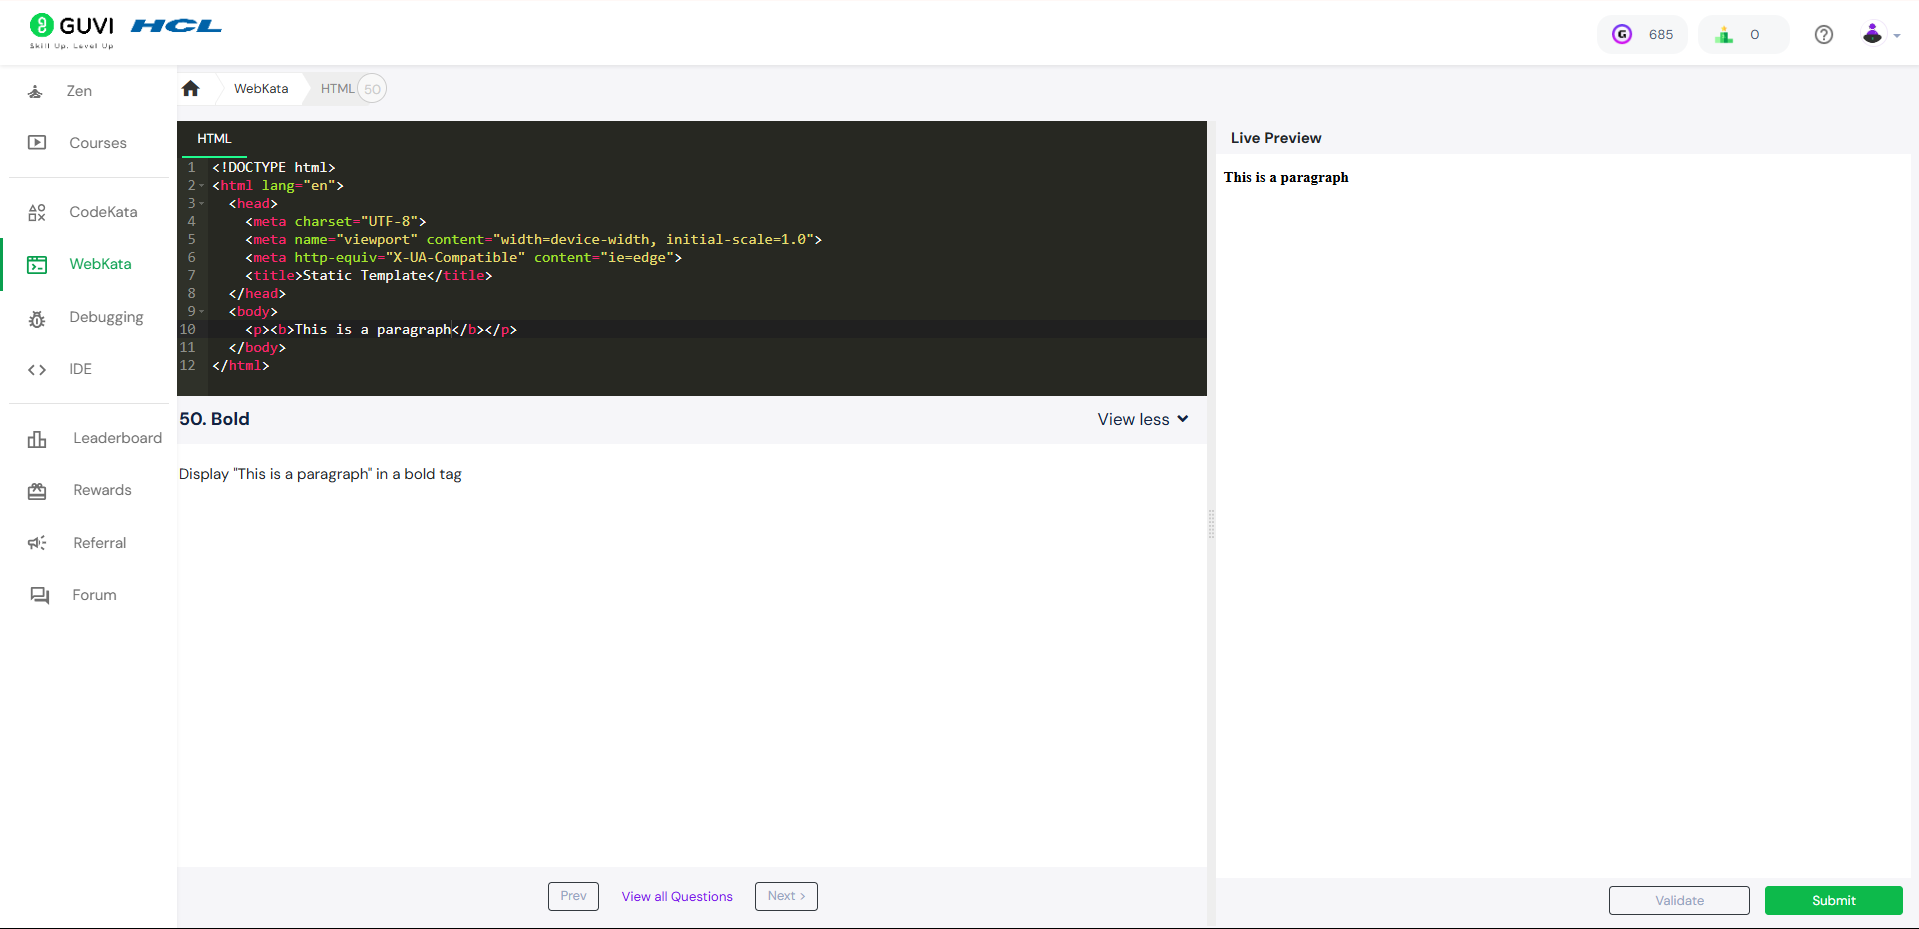 GUVI HCL
Skill Up. Level Up
685
0
Zen
Courses
CodeKata
WebKata
Debugging
IDE
Leaderboard
Rewards
Referral
Forum
WebKata
HTML 50
HTML
1 <!DOCTYPE html>
2 <html lang="en">
3 <head>
4 <meta charset="UTF-8">
5 <meta name="viewport" content="width=device-width, initial-scale=1.0">
6 <meta http-equiv="X-UA-Compatible" content="ie=edge">
7 <title>Static Template</title>
8 </head>
9 <body>
10 <p><b>This is a paragraph</b></p>
11 </body>
12 </html>
50. Bold
View less
Display "This is a paragraph" in a bold tag
Prev
View all Questions
Next >
Live Preview
This is a paragraph
Validate
Submit